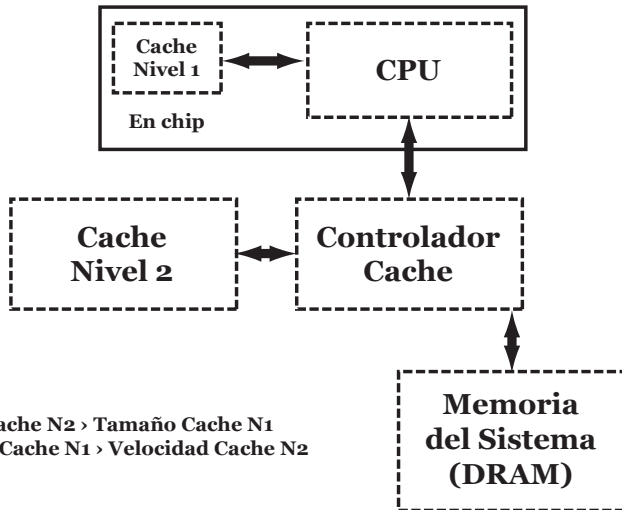 Cache
Nivel 1
CPU
En chip
Cache
Nivel 2
Controlador
Cache
Cache N2 › Tamaño Cache N1
Cache N1 › Velocidad Cache N2
Memoria
del Sistema
(DRAM)